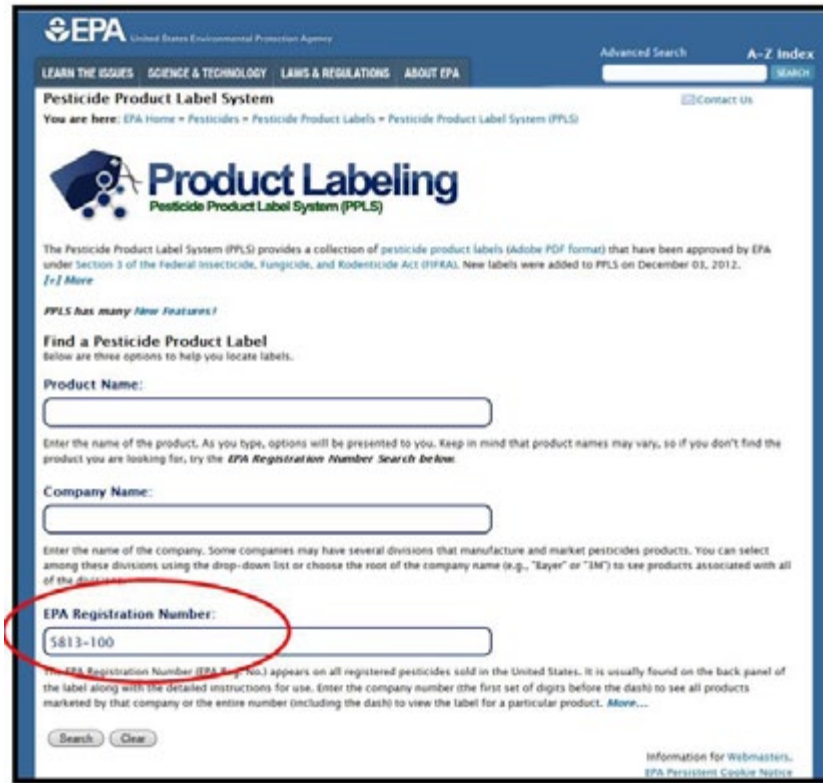 EPA United States Environmental Protection Agency
Advanced Search A-Z Index
LEARN THE ISSUES SCIENCE & TECHNOLOGY LAWS & REGULATIONS ABOUT EPA SEARCH
Pesticide Product Label System
Contact Us
You are here: EPA Home » Pesticides » Pesticide Product Labels » Pesticide Product Label System (PPLS)
Product Labeling
Pesticide Product Label System (PPLS)
The Pesticide Product Label System (PPLS) provides a collection of pesticide product labels (Adobe PDF format) that have been approved by EPA
under Section 3 of the Federal Insecticide, Fungicide, and Rodenticide Act (FIFRA). New labels were added to PPLS on December 03, 2012.
[+] More
PPLS has many New Features!
Find a Pesticide Product Label
Below are three options to help you locate labels.
Product Name:
Enter the name of the product. As you type, options will be presented to you. Keep in mind that product names may vary, so if you don't find the
product you are looking for, try the EPA Registration Number Search below.
Company Name:
Enter the name of the company. Some companies may have several divisions that manufacture and market pesticides products. You can select
among these divisions using the drop-down list or choose the root of the company name (e.g., "Bayer" or "3M") to see products associated with all
of the divisions.
EPA Registration Number:
5813-100
The EPA Registration Number (EPA Reg. No.) appears on all registered pesticides sold in the United States. It is usually found on the back panel of
the label along with the detailed instructions for use. Enter the company number (the first set of digits before the dash) to see all products
marketed by that company or the entire number (including the dash) to view the label for a particular product. More...
Search Clear
Information for Webmasters.
EPA Persistent Cookie Notice